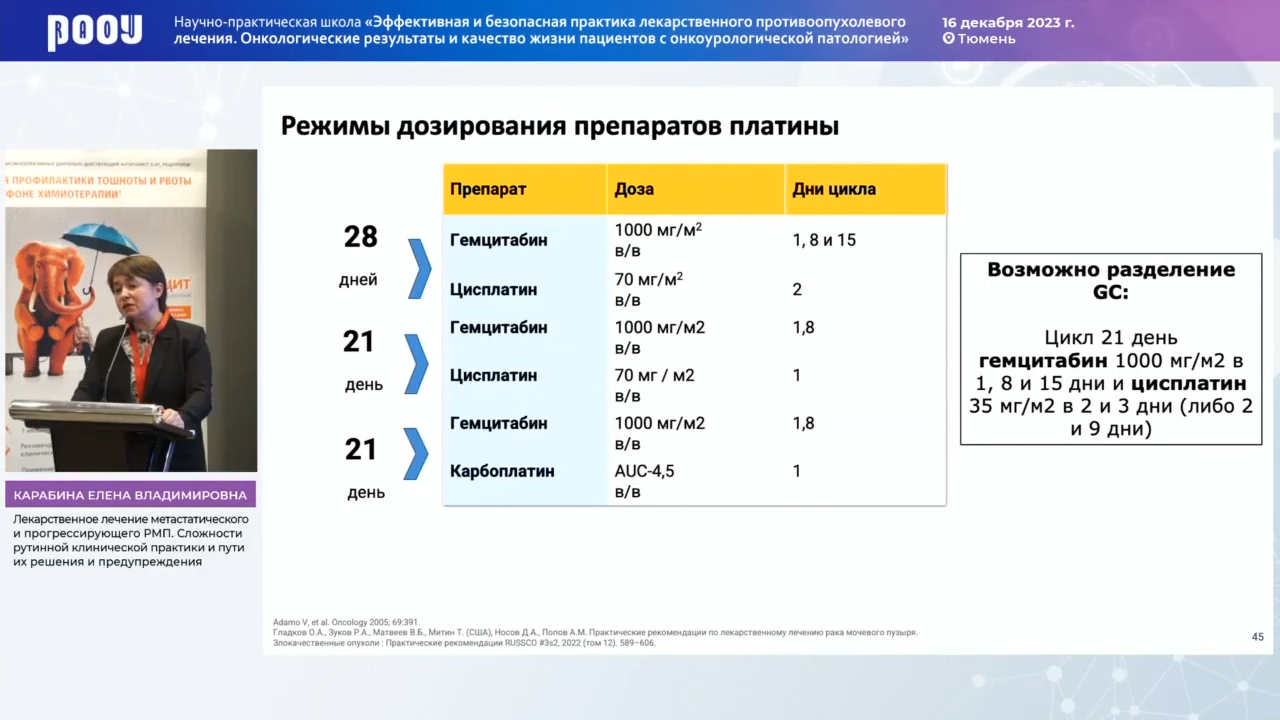 РАОУ
Научно-практическая школа «Эффективная и безопасная практика лекарственного противоопухолевого
лечения. Онкологические результаты и качество жизни пациентов с онкоурологической патологией»
16 декабря 2023 г.
Тюмень
Режимы дозирования препаратов платины
Препарат Доза Дни цикла
28
дней
Гемцитабин 1000 мг/м² 1, 8 и 15
в/в
Цисплатин 70 мг/м² 2
в/в
21
день
Гемцитабин 1000 мг/м2 1,8
в/в
Цисплатин 70 мг / м2 1
в/в
21
день
Гемцитабин 1000 мг/м2 1,8
в/в
Карбоплатин AUC-4,5 1
в/в
Возможно разделение
GC:
Цикл 21 день
гемцитабин 1000 мг/м2 в
1, 8 и 15 дни и цисплатин
35 мг/м2 в 2 и 3 дни (либо 2
и 9 дни)
Я ПРОФИЛАКТИКИ ТОШНОТЫ И РВОТЫ
ФОНЕ ХИМИОТЕРАПИИ
КАРАБИНА ЕЛЕНА ВЛАДИМИРОВНА
Лекарственное лечение метастатического
и прогрессирующего РМП. Сложности
рутинной клинической практики и пути
их решения и предупреждения
Adamo V, et al. Oncology 2005; 69:391.
Гладков О.А., Зуков Р.А., Матвеев В.Б., Митин Т. (США), Носов Д.А., Попов А.М. Практические рекомендации по лекарственному лечению рака мочевого пузыря.
Злокачественные опухоли : Практические рекомендации RUSSCO #3s2, 2022 (том 12). 589–606.
45